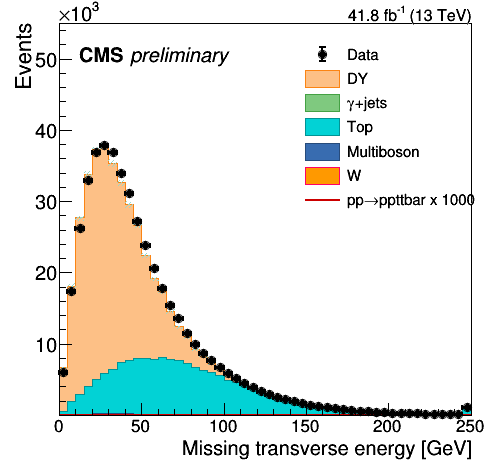 ×10³
41.8 fb⁻¹ (13 TeV)
Events
CMS preliminary
Data
DY
γ+jets
Top
Multiboson
W
pp→ppttbar x 1000
50
40
30
20
10
0
50
100
150
200
250
Missing transverse energy [GeV]